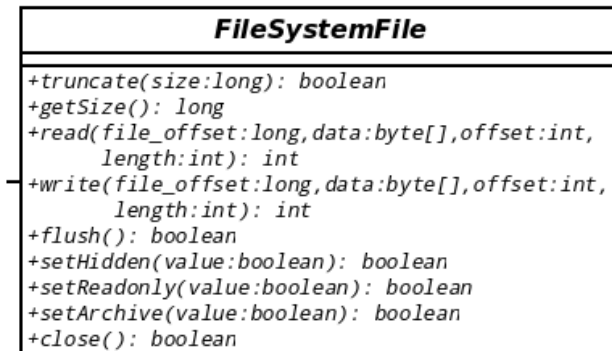 FileSystemFile
+truncate(size:long): boolean
+getSize(): long
+read(file_offset:long,data:byte[],offset:int,
length:int): int
+write(file_offset:long,data:byte[],offset:int,
length:int): int
+flush(): boolean
+setHidden(value:boolean): boolean
+setReadonly(value:boolean): boolean
+setArchive(value:boolean): boolean
+close(): boolean